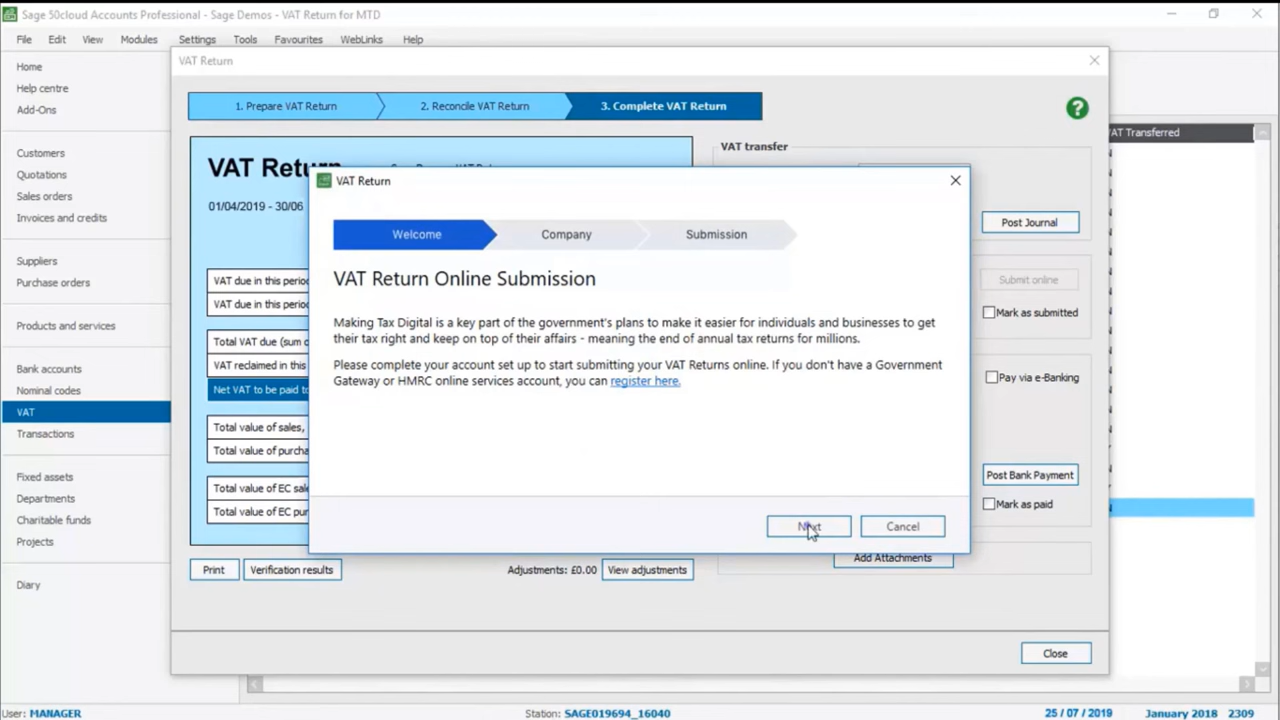 Sage 50cloud Accounts Professional - Sage Demos - VAT Return for MTD
File Edit View Modules Settings Tools Favourites WebLinks Help
Home
Help centre
Add-Ons
Customers
Quotations
Sales orders
Invoices and credits
Suppliers
Purchase orders
Products and services
Bank accounts
Nominal codes
VAT
Transactions
Fixed assets
Departments
Charitable funds
Projects
Diary
VAT Return
1. Prepare VAT Return 2. Reconcile VAT Return 3. Complete VAT Return
?
VAT Return
01/04/2019 - 30/06
VAT due in this
VAT due in this
Total VAT due (sum
VAT reclaimed in this
Net VAT to be paid
Total value of sales,
Total value of
Total value of EC
Total value of EC
Print Verification results Adjustments: £0.00 View adjustments
VAT transfer
Post Journal
Submit online
Mark as submitted
Pay via e-Banking
Post Bank Payment
Mark as paid
Add Attachments
Close
VAT Transferred
VAT Return
Welcome Company Submission
VAT Return Online Submission
Making Tax Digital is a key part of the government's plans to make it easier for individuals and businesses to get
their tax right and keep on top of their affairs - meaning the end of annual tax returns for millions.
Please complete your account set up to start submitting your VAT Returns online. If you don't have a Government
Gateway or HMRC online services account, you can register here.
Next Cancel
User: MANAGER Station: SAGE019694_16040 25 / 07 / 2019 January 2018 2309